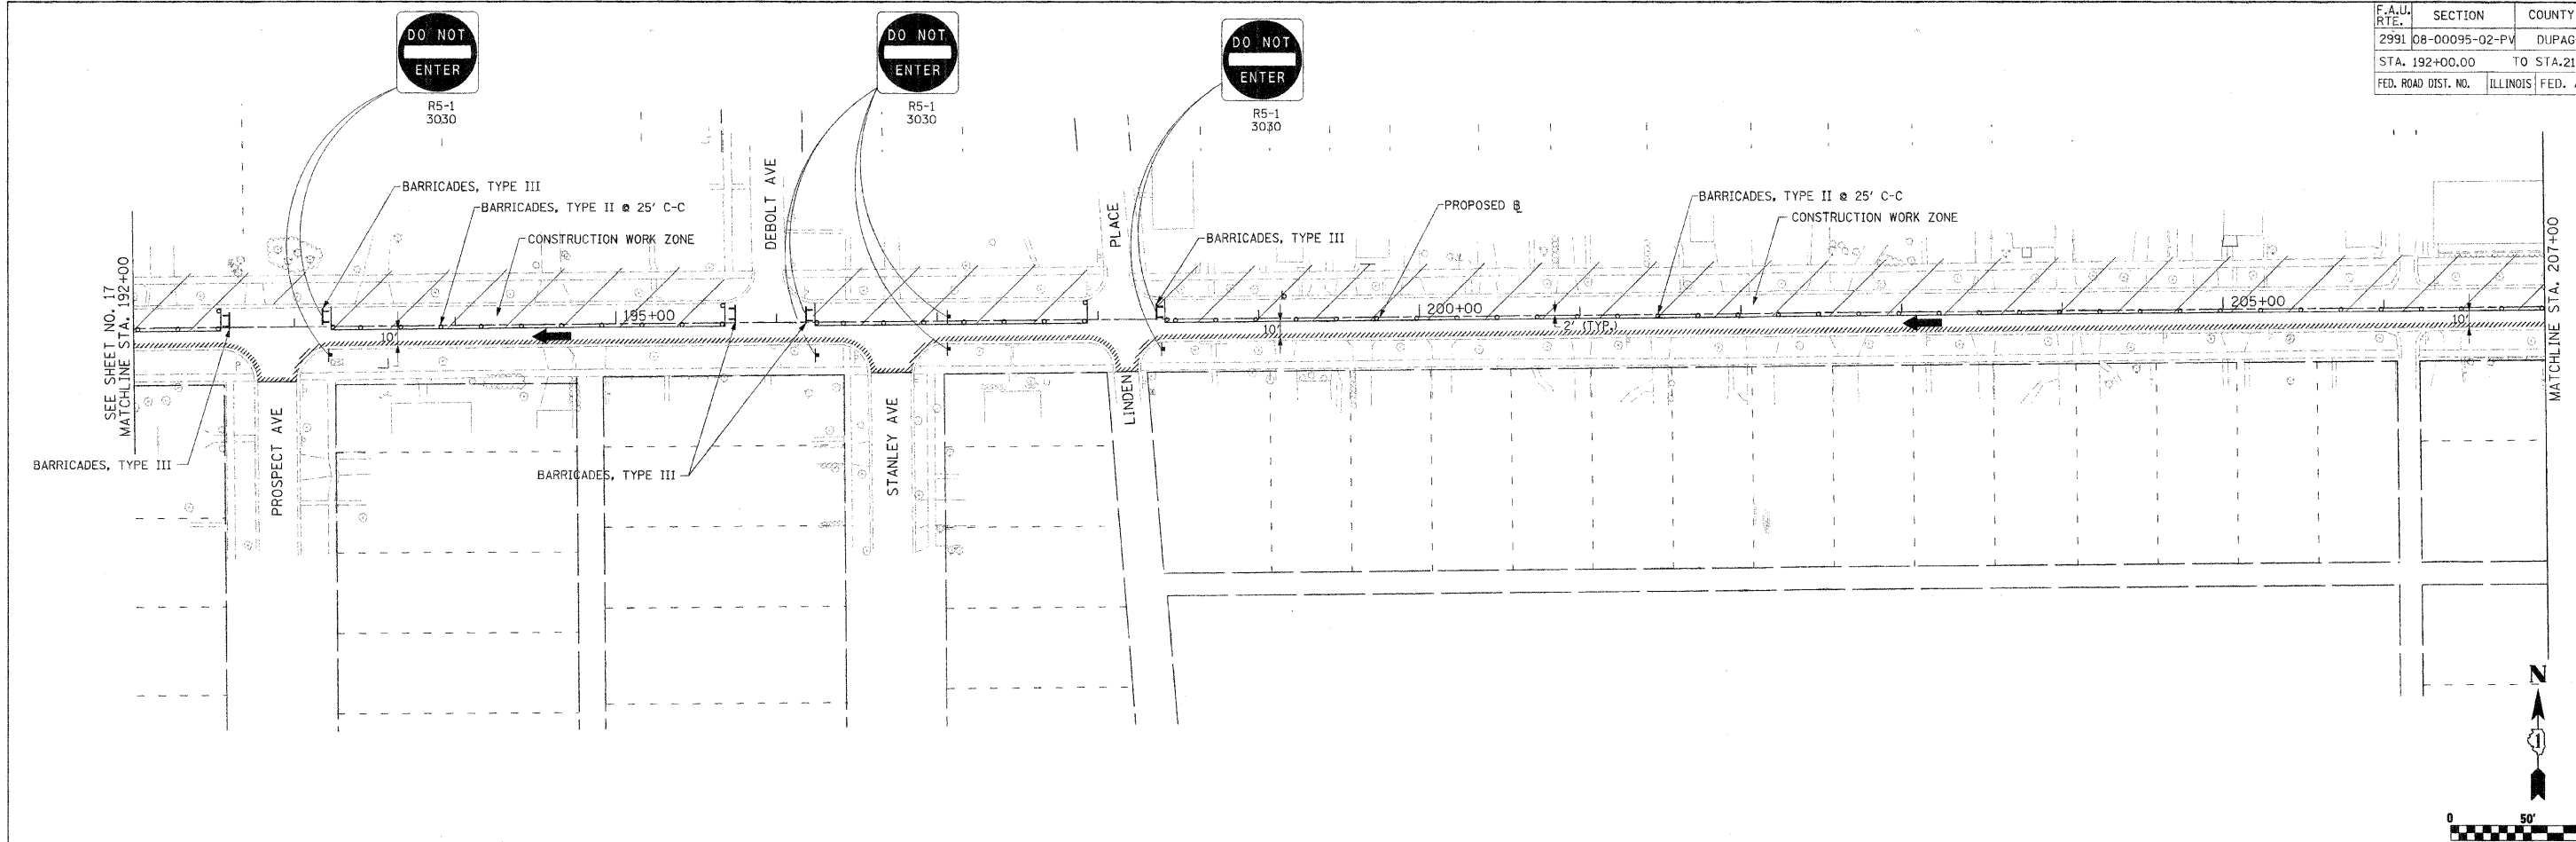 F.A.U. RTE. SECTION COUNTY
2991 08-00095-02-PV DUPAG
STA. 192+00.00 TO STA.21
FED. ROAD DIST. NO. ILLINOIS FED.
DO NOT
ENTER
R5-1
3030
DO NOT
ENTER
R5-1
3030
DO NOT
ENTER
R5-1
3030
BARRICADES, TYPE III
BARRICADES, TYPE II @ 25' C-C
CONSTRUCTION WORK ZONE
DEBOLT AVE
PLACE
BARRICADES, TYPE III
PROPOSED B
BARRICADES, TYPE II @ 25' C-C
CONSTRUCTION WORK ZONE
SEE SHEET NO. 17
MATCHLINE STA. 192+00
195+00
200+00
205+00
MATCHLINE STA. 207+00
10'
10'
2' (TYP.)
10'
BARRICADES, TYPE III
PROSPECT AVE
BARRICADES, TYPE III
STANLEY AVE
LINDEN
N
0 50'